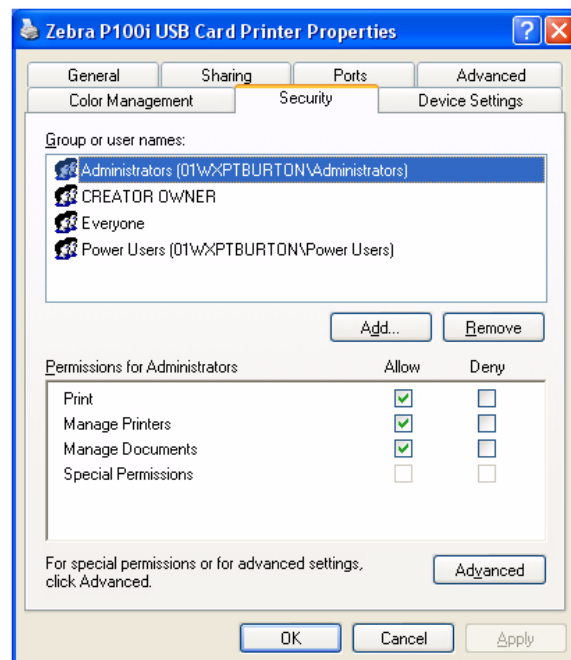 Zebra P100i USB Card Printer Properties
General Sharing Ports Advanced
Color Management Security Device Settings
Group or user names:
Administrators (01WXPTBURTON\Administrators)
CREATOR OWNER
Everyone
Power Users (01WXPTBURTON\Power Users)
Add... Remove
Permissions for Administrators Allow Deny
Print
Manage Printers
Manage Documents
Special Permissions
For special permissions or for advanced settings,
click Advanced.
Advanced
OK Cancel Apply